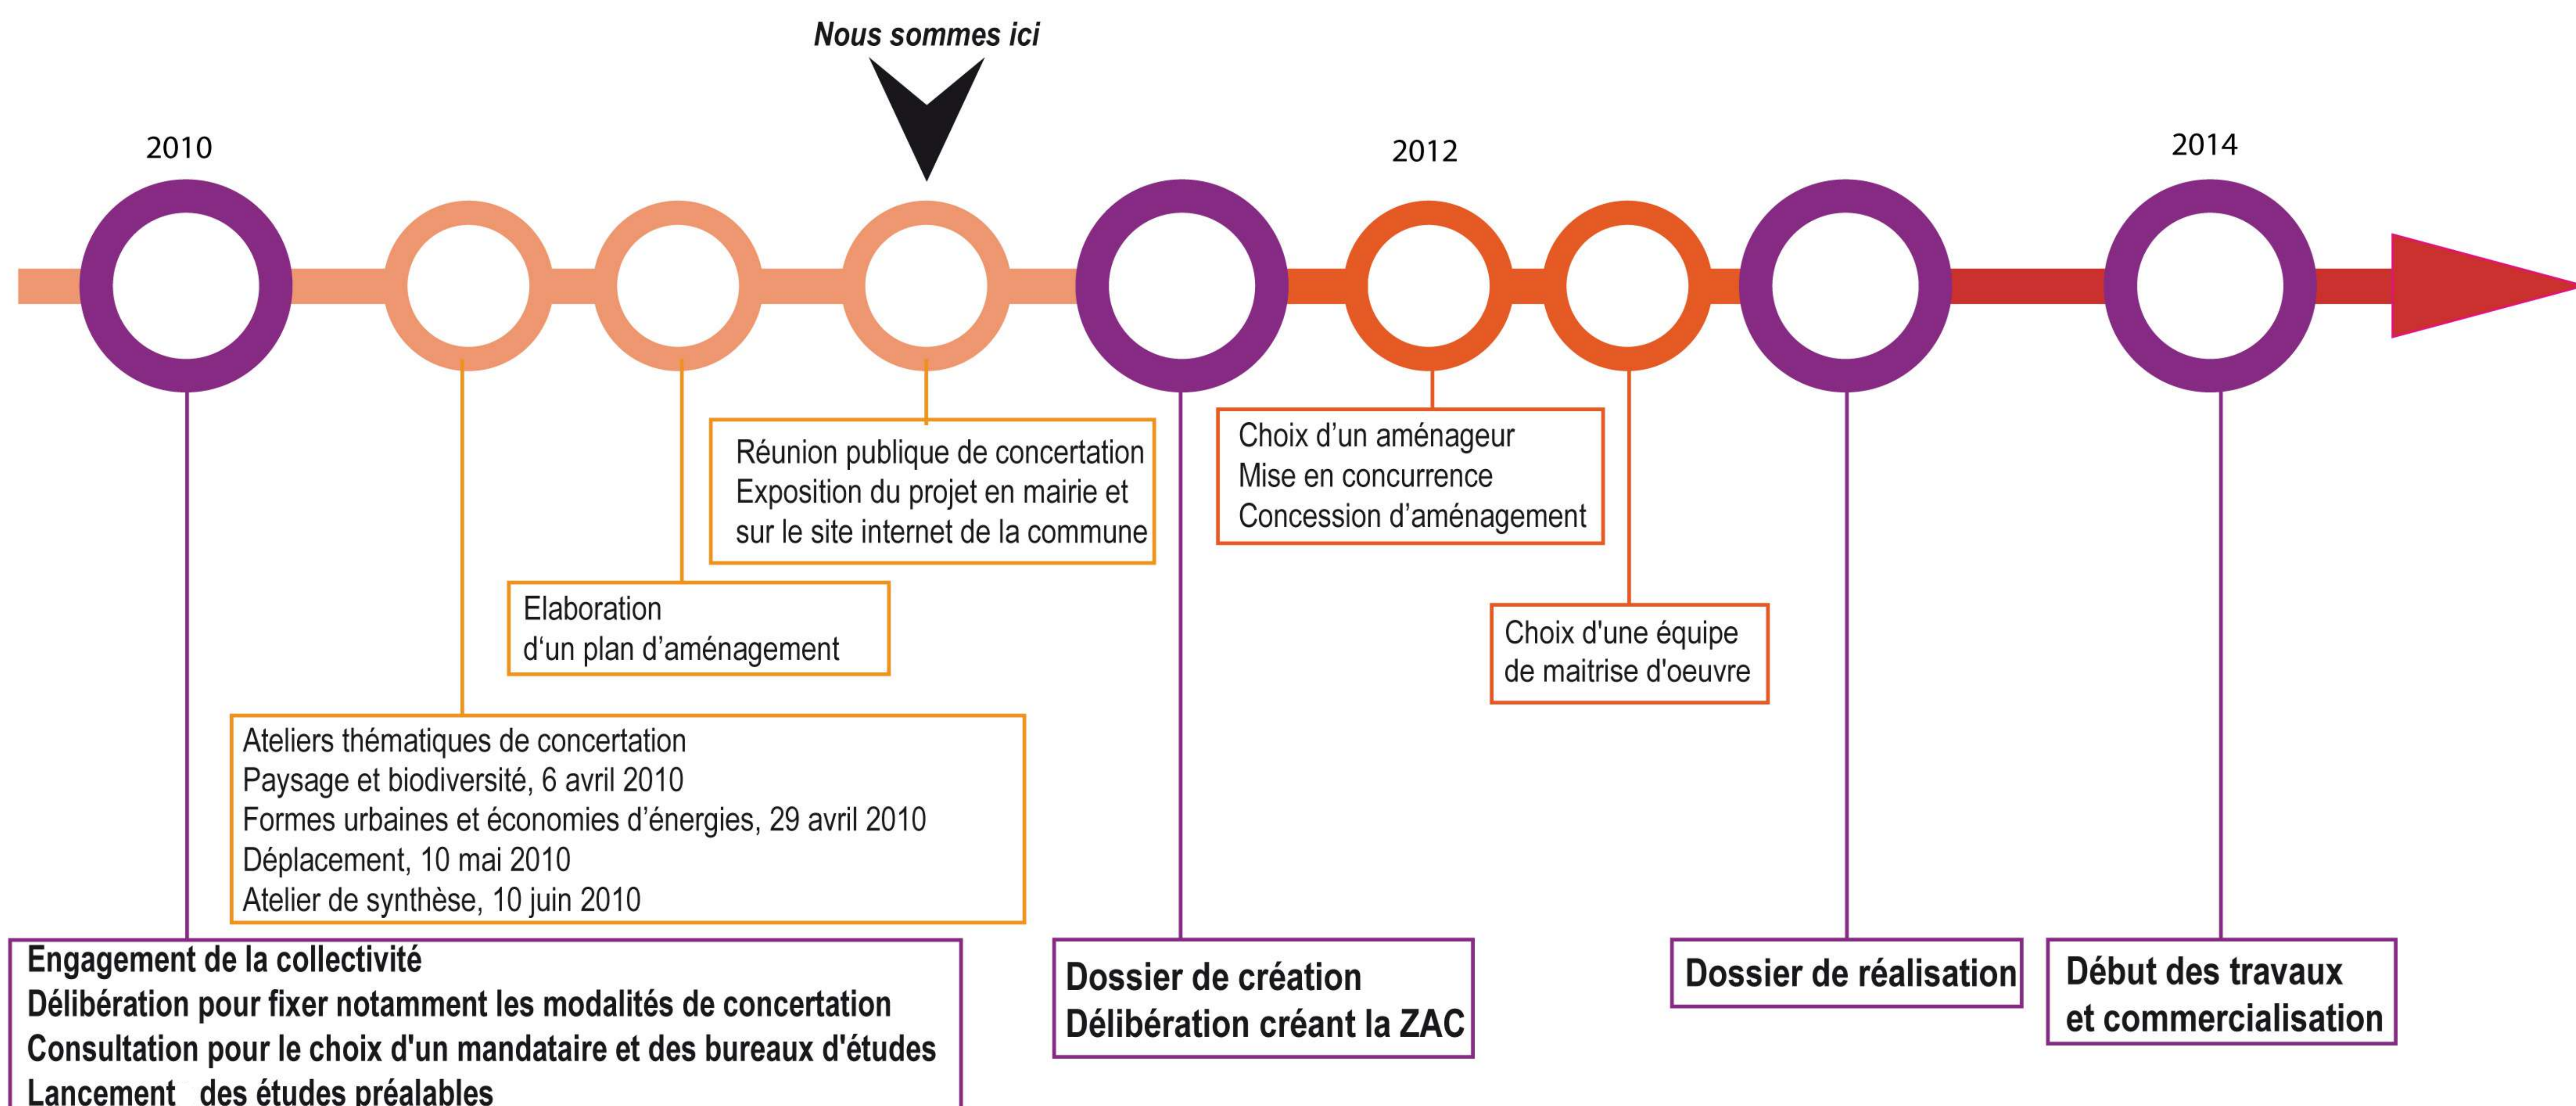 Nous sommes ici
2010
2012
2014
Réunion publique de concertation
Exposition du projet en mairie et
sur le site internet de la commune
Choix d’un aménageur
Mise en concurrence
Concession d’aménagement
Elaboration
d‘un plan d’aménagement
Choix d'une équipe
de maitrise d'oeuvre
Ateliers thématiques de concertation
Paysage et biodiversité, 6 avril 2010
Formes urbaines et économies d’énergies, 29 avril 2010
Déplacement, 10 mai 2010
Atelier de synthèse, 10 juin 2010
Engagement de la collectivité
Délibération pour fixer notamment les modalités de concertation
Consultation pour le choix d'un mandataire et des bureaux d'études
Lancement des études préalables
Dossier de création
Délibération créant la ZAC
Dossier de réalisation
Début des travaux
et commercialisation